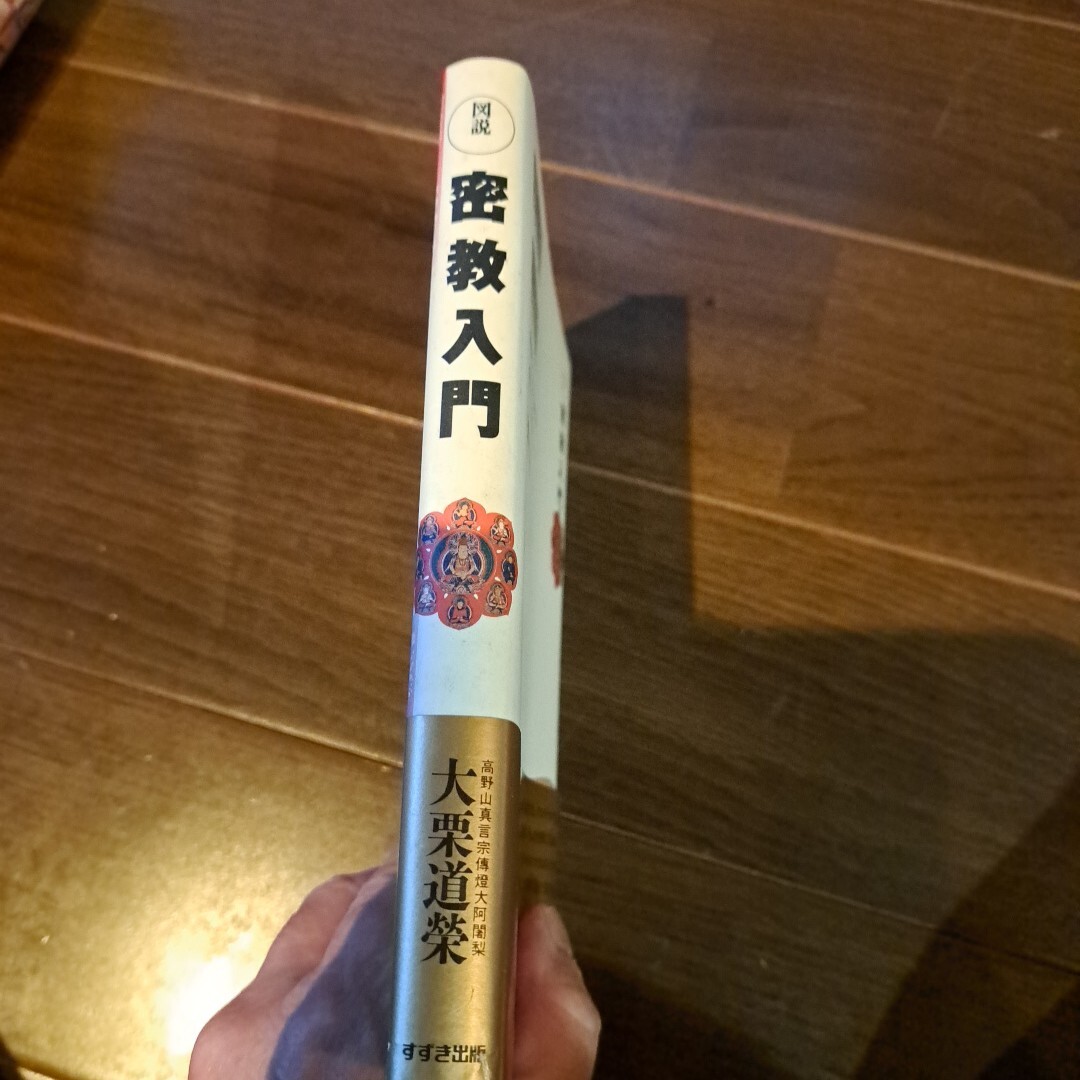 図説
密教入門
高野山真言宗傳燈大阿闍梨
大栗道榮
すずき出版